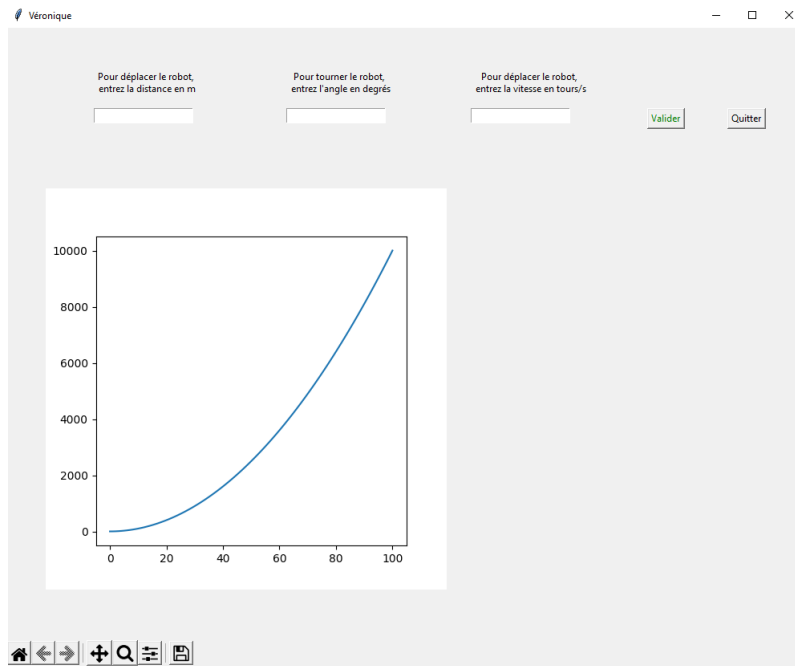 Véronique
Pour déplacer le robot,
entrez la distance en m
Pour tourner le robot,
entrez l'angle en degrés
Pour déplacer le robot,
entrez la vitesse en tours/s
Valider
Quitter
10000
8000
6000
4000
2000
0
0 20 40 60 80 100